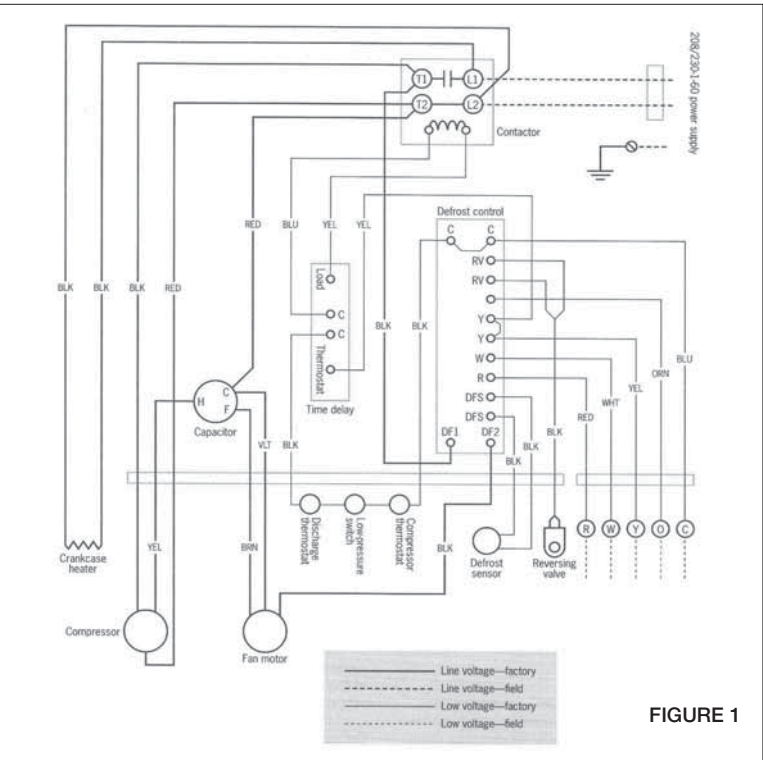 208/230-1-60 power supply
T1
L1
T2
L2
Contactor
Defrost control
C
C
RED
BLU
YEL
YEL
RV
RV
Load
BLK
BLK
BLK
RED
C
C
BLK
BLK
Y
Y
Thermostat
W
R
DFS
DFS
DF1
DF2
BLU
ORN
YEL
WHT
RED
H
C
F
Capacitor
Time delay
VLT
BLK
BLK
BLK
BLK
Discharge thermostat
Low-pressure switch
Compressor thermostat
R
W
Y
O
C
YEL
BRN
BLK
Crankcase
heater
Defrost
sensor
Reversing
valve
Compressor
Fan motor
Line voltage—factory
Line voltage—field
Low voltage—factory
Low voltage—field
FIGURE 1